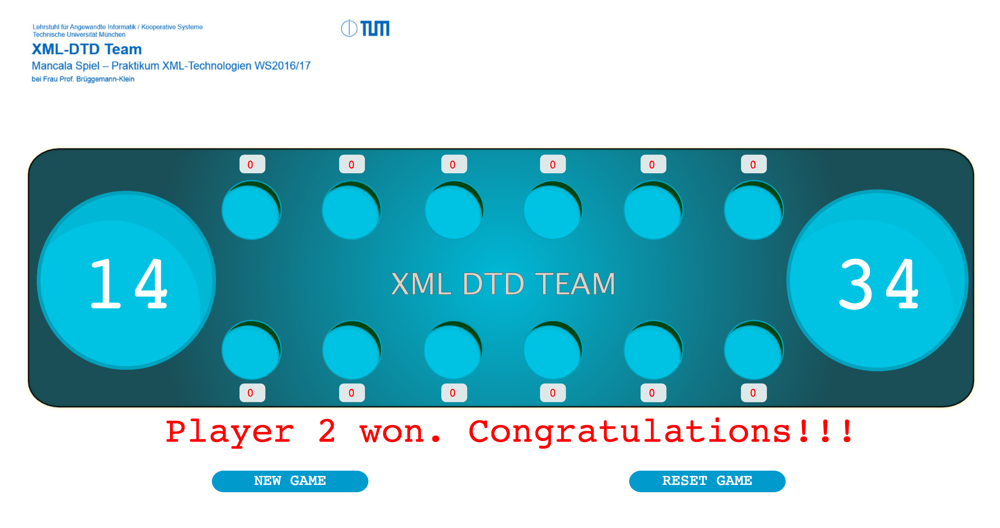 Lehrstuhl für Angewandte Informatik / Kooperative Systeme
Technische Universität München
TUM
XML-DTD Team
Mancala Spiel – Praktikum XML-Technologien WS2016/17
bei Frau Prof. Brüggemann-Klein
0 0 0 0 0 0
14 XML DTD TEAM 34
0 0 0 0 0 0
Player 2 won. Congratulations!!!
NEW GAME RESET GAME